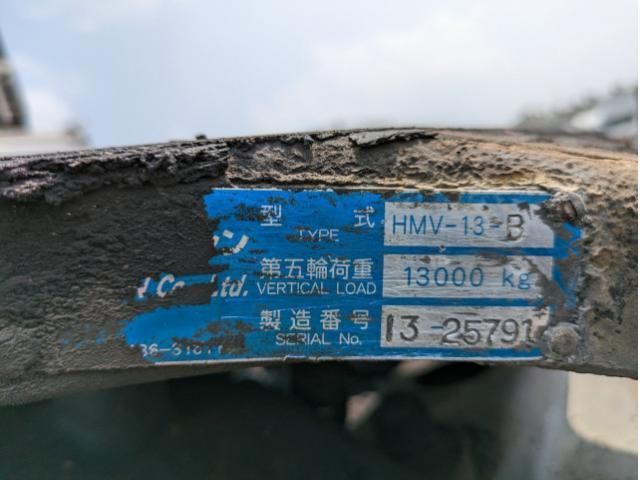 型 式 HMV-13-B
TYPE
ン
第五輪荷重 13000 kg
Co., Ltd. VERTICAL LOAD
製造番号 13-25791
SERIAL No.